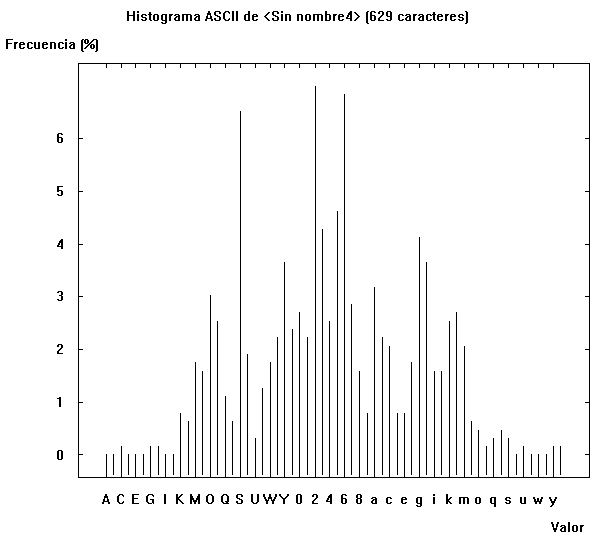 Histograma ASCII de <Sin nombre4> (629 caracteres)
Frecuencia (%)
6
5
4
3
2
1
0
A C E G I K M O Q S U W Y 0 2 4 6 8 a c e g i k m o q s u w y
Valor